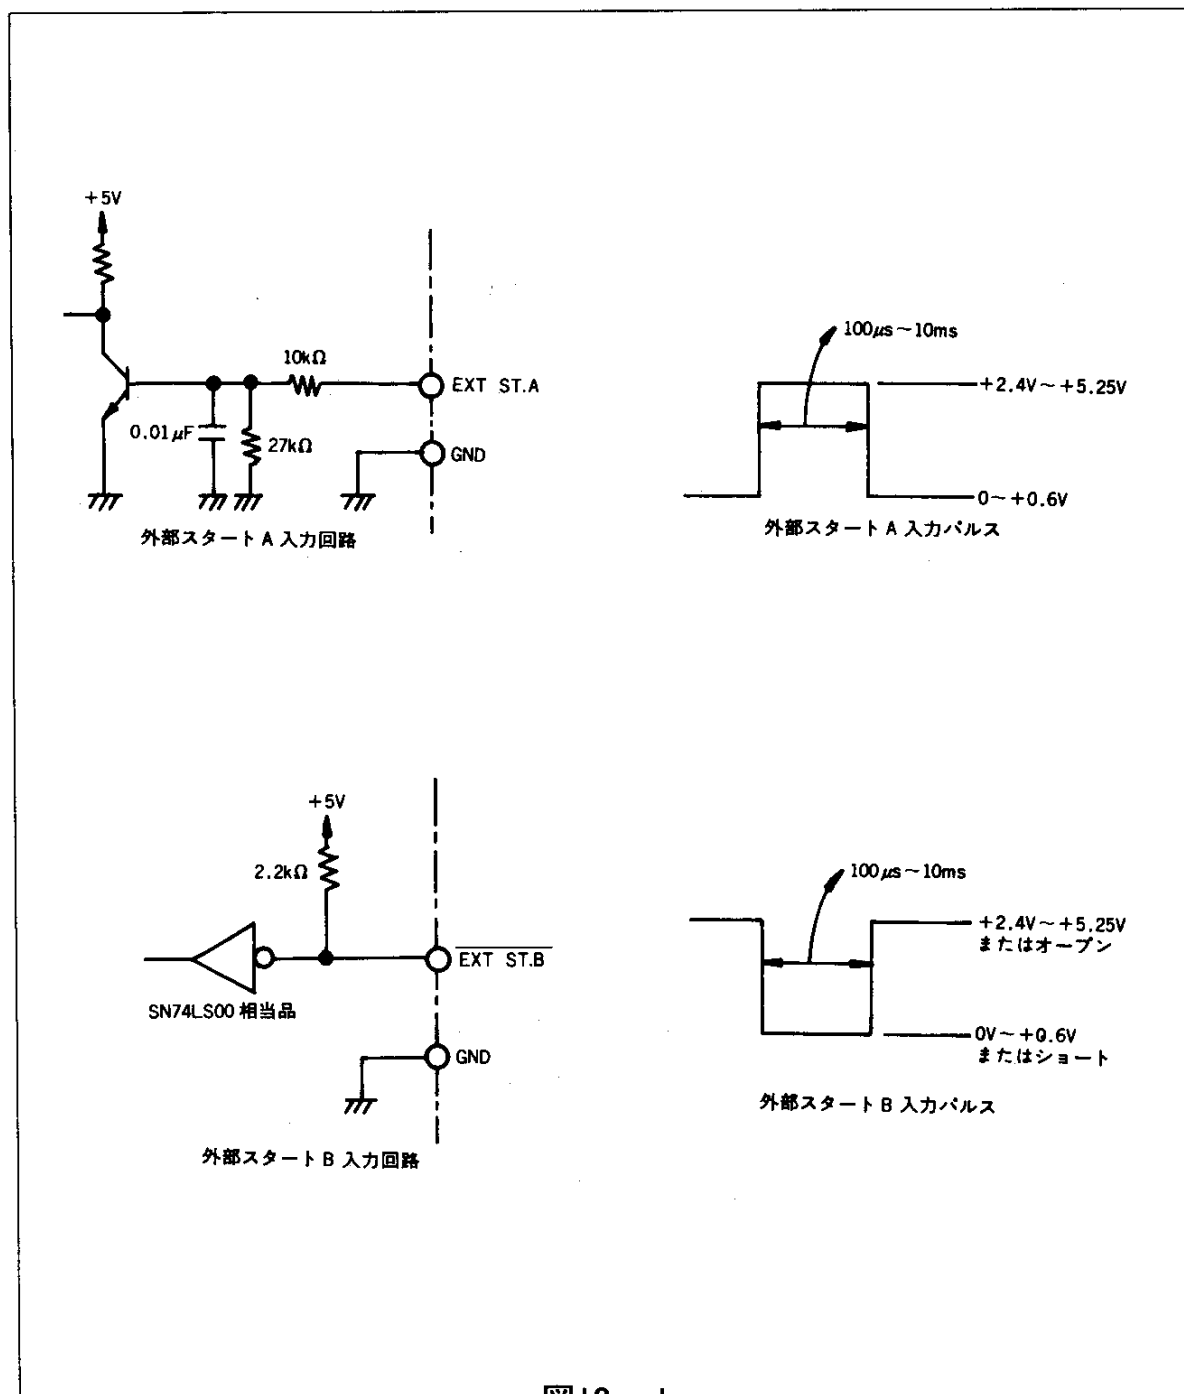 +5V
10kΩ
EXT ST.A
0.01μF
27kΩ
GND
外部スタートA入力回路
100μs~10ms
+2.4V~+5.25V
0~+0.6V
外部スタートA入力パルス
+5V
2.2kΩ
EXT ST.B
SN74LS00相当品
GND
外部スタートB入力回路
100μs~10ms
+2.4V~+5.25V
またはオープン
0V~+0.6V
またはショート
外部スタートB入力パルス